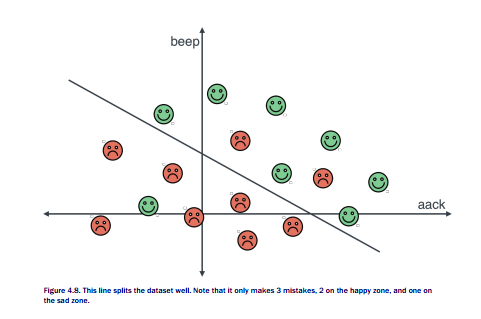 beep
aack
Figure 4.8. This line splits the dataset well. Note that it only makes 3 mistakes, 2 on the happy zone, and one on
the sad zone.